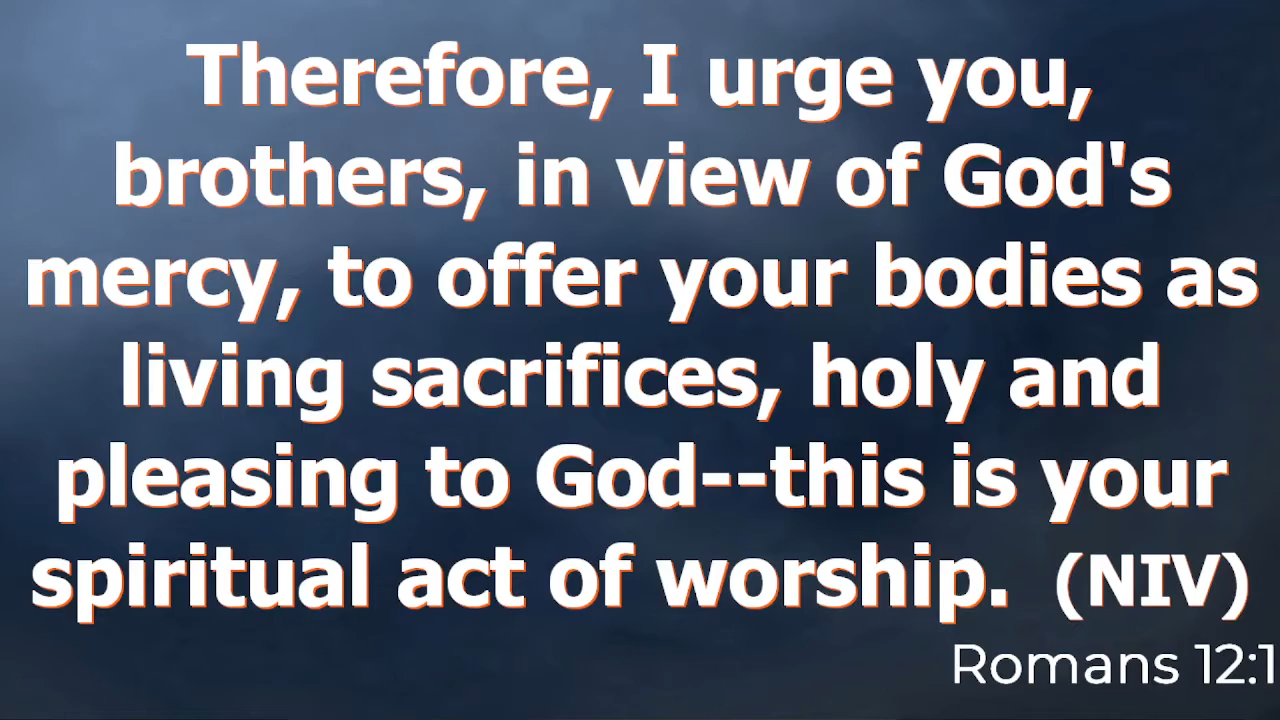 Therefore, I urge you,
brothers, in view of God's
mercy, to offer your bodies as
living sacrifices, holy and
pleasing to God--this is your
spiritual act of worship. (NIV)
Romans 12:1